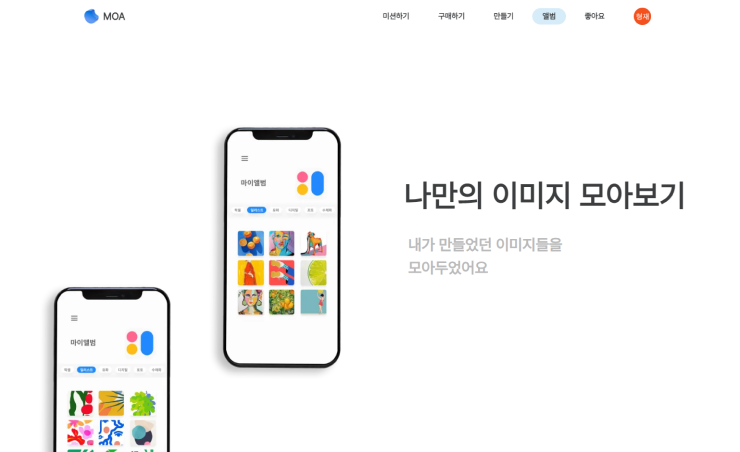 MOA
미션하기
구매하기
만들기
앨범
좋아요
형재
나만의 이미지 모아보기
내가 만들었던 이미지들을
모아두었어요
마이앨범
마이앨범